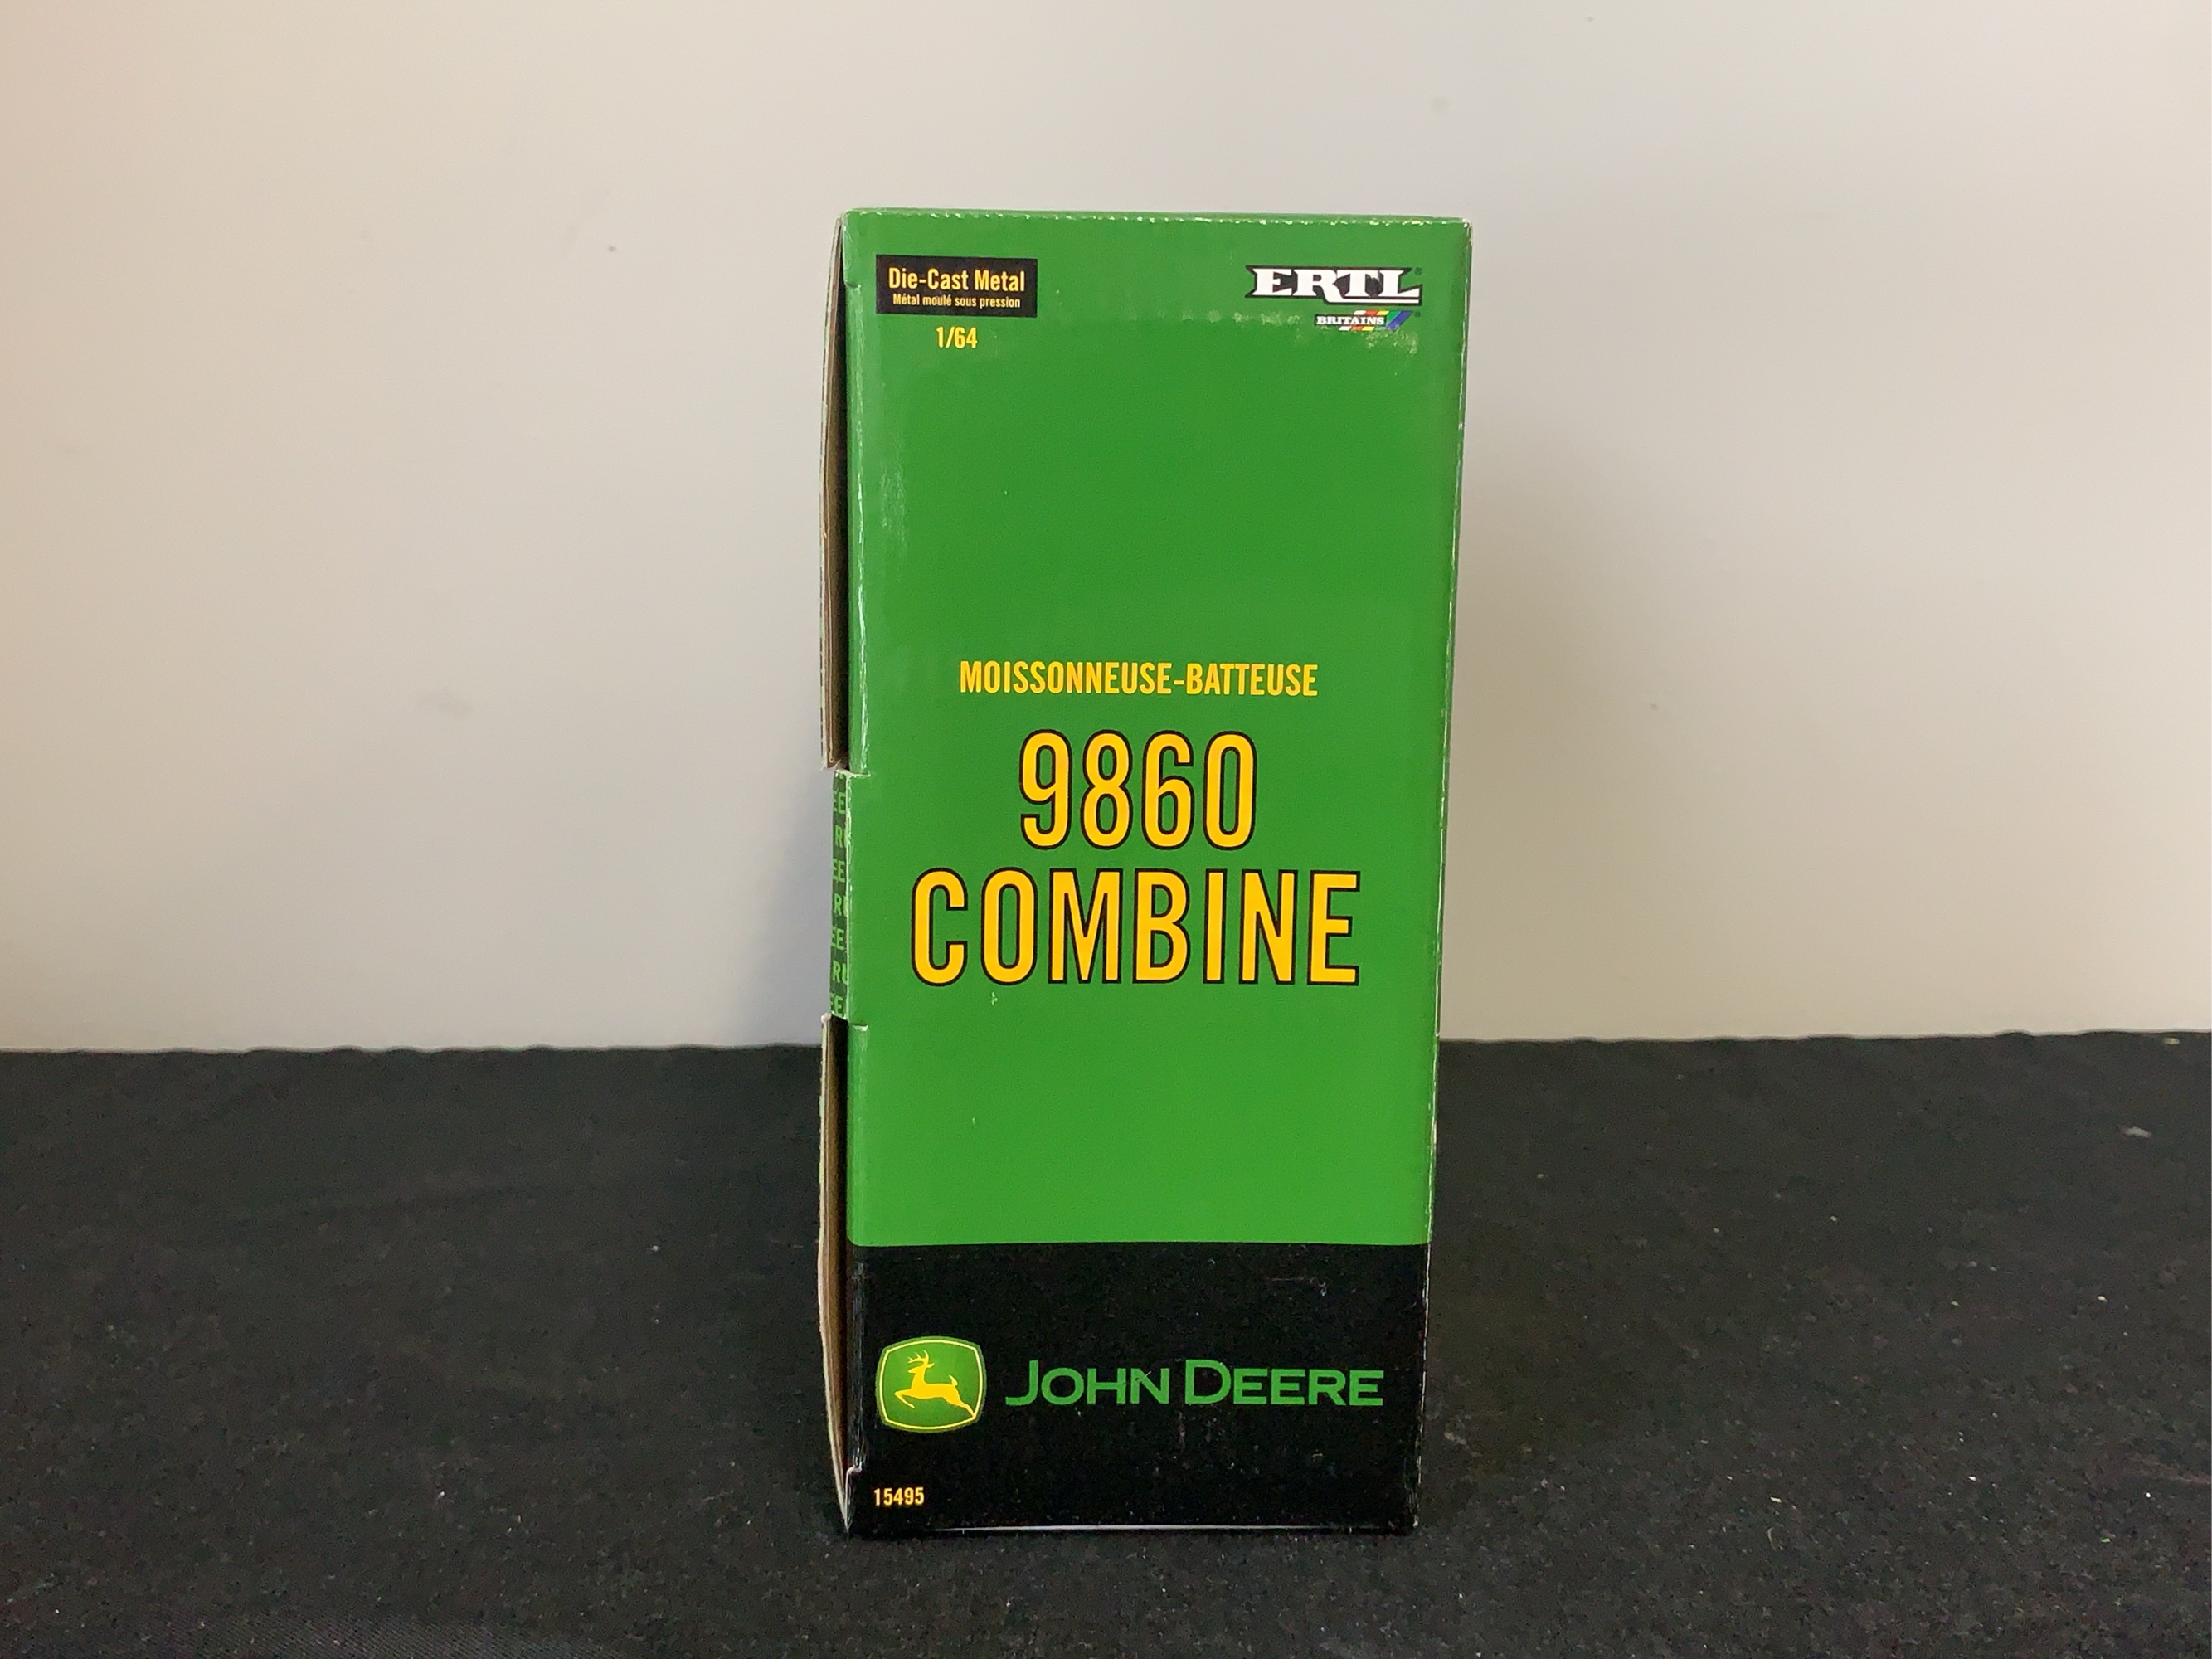 Die-Cast Metal
Métal moulé sous pression
1/64
ERTL
BRITAINS
MOISSONNEUSE-BATTEUSE
9860
COMBINE
JOHN DEERE
15495